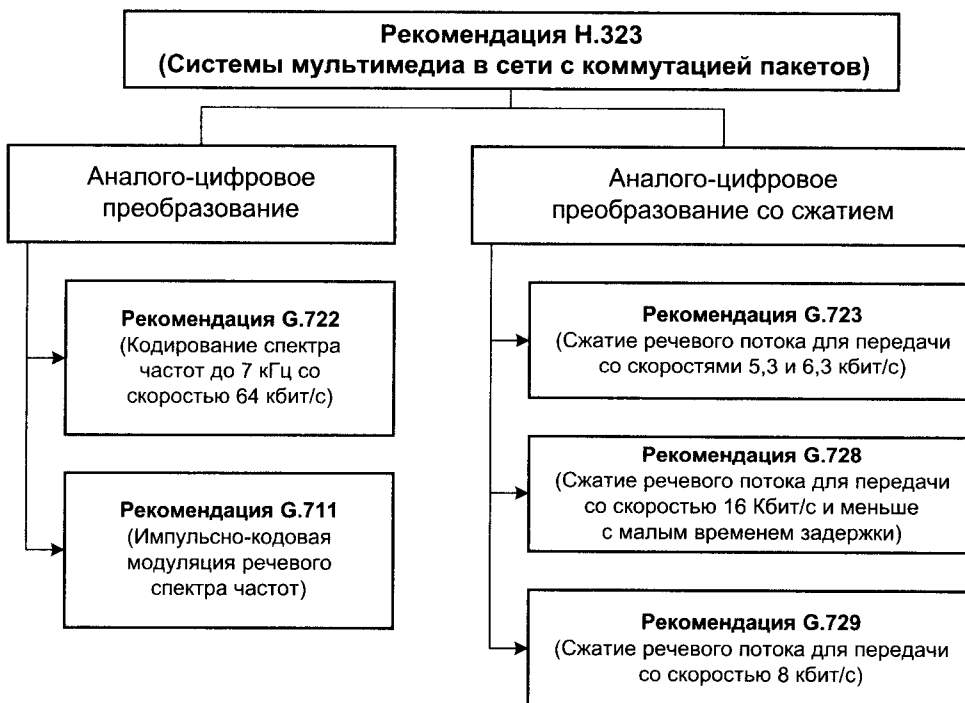 Рекомендация H.323
(Системы мультимедиа в сети с коммутацией пакетов)
Аналого-цифровое
преобразование
Рекомендация G.722
(Кодирование спектра
частот до 7 кГц со
скоростью 64 кбит/с)
Рекомендация G.711
(Импульсно-кодовая
модуляция речевого
спектра частот)
Аналого-цифровое
преобразование со сжатием
Рекомендация G.723
(Сжатие речевого потока для передачи
со скоростями 5,3 и 6,3 кбит/с)
Рекомендация G.728
(Сжатие речевого потока для передачи
со скоростью 16 Кбит/с и меньше
с малым временем задержки)
Рекомендация G.729
(Сжатие речевого потока для передачи
со скоростью 8 кбит/с)